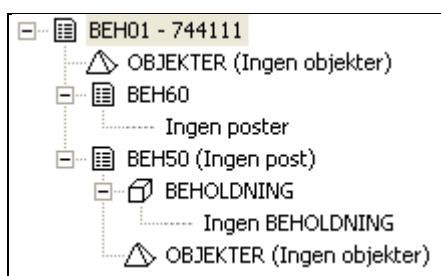 BEH01 - 744111
OBJEKTER (Ingen objekter)
BEH60
Ingen poster
BEH50 (Ingen post)
BEHOLDNING
Ingen BEHOLDNING
OBJEKTER (Ingen objekter)